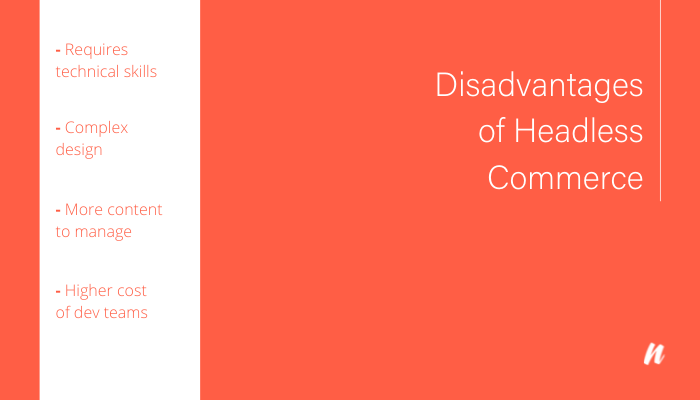 - Requires
technical skills
- Complex
design
- More content
to manage
- Higher cost
of dev teams
Disadvantages
of Headless
Commerce
n